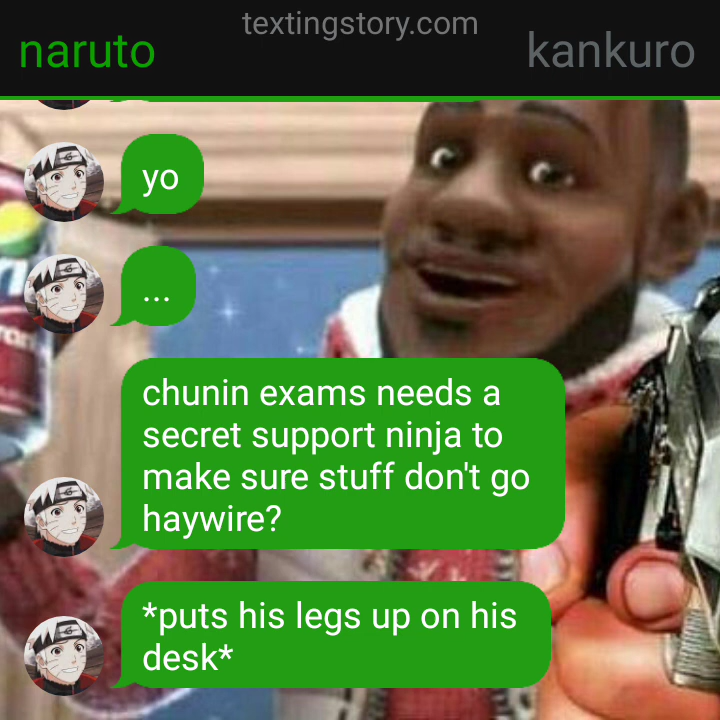 textingstory.com
naruto
kankuro
yo
...
chunin exams needs a
secret support ninja to
make sure stuff don't go
haywire?
*puts his legs up on his
desk*